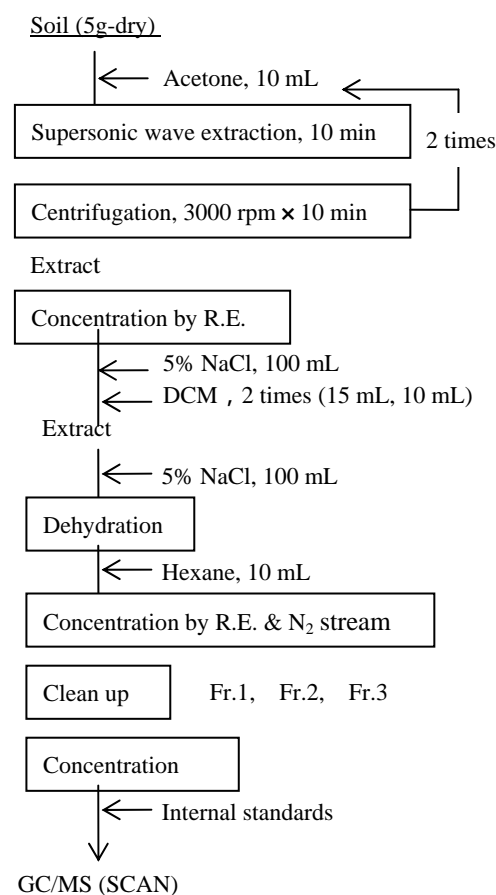 Soil (5g-dry)
Acetone, 10 mL
Supersonic wave extraction, 10 min
2 times
Centrifugation, 3000 rpm × 10 min
Extract
Concentration by R.E.
5% NaCl, 100 mL
DCM , 2 times (15 mL, 10 mL)
Extract
5% NaCl, 100 mL
Dehydration
Hexane, 10 mL
Concentration by R.E. & N₂ stream
Clean up Fr.1, Fr.2, Fr.3
Concentration
Internal standards
GC/MS (SCAN)